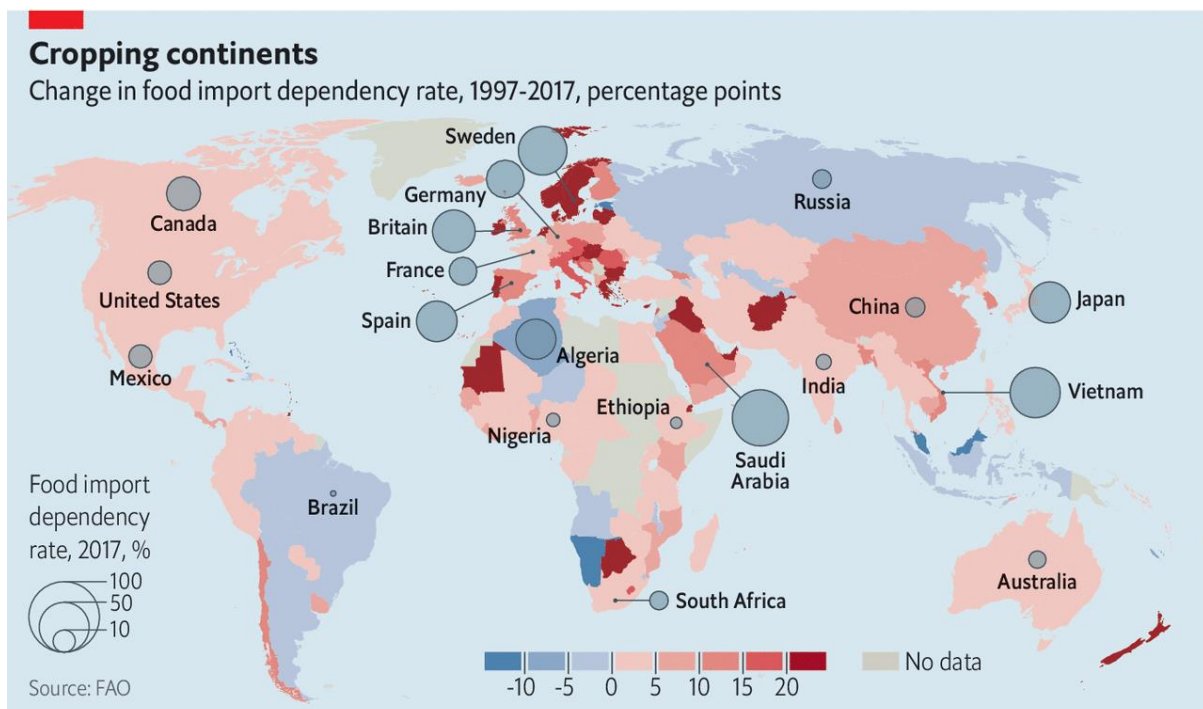 Cropping continents
Change in food import dependency rate, 1997-2017, percentage points
Sweden
Germany
Britain
France
Spain
Canada
United States
Mexico
Russia
China
Japan
Algeria
India
Vietnam
Nigeria
Ethiopia
Saudi
Arabia
Brazil
Australia
South Africa
Food import
dependency
rate, 2017, %
100
50
10
-10 -5 0 5 10 15 20
No data
Source: FAO